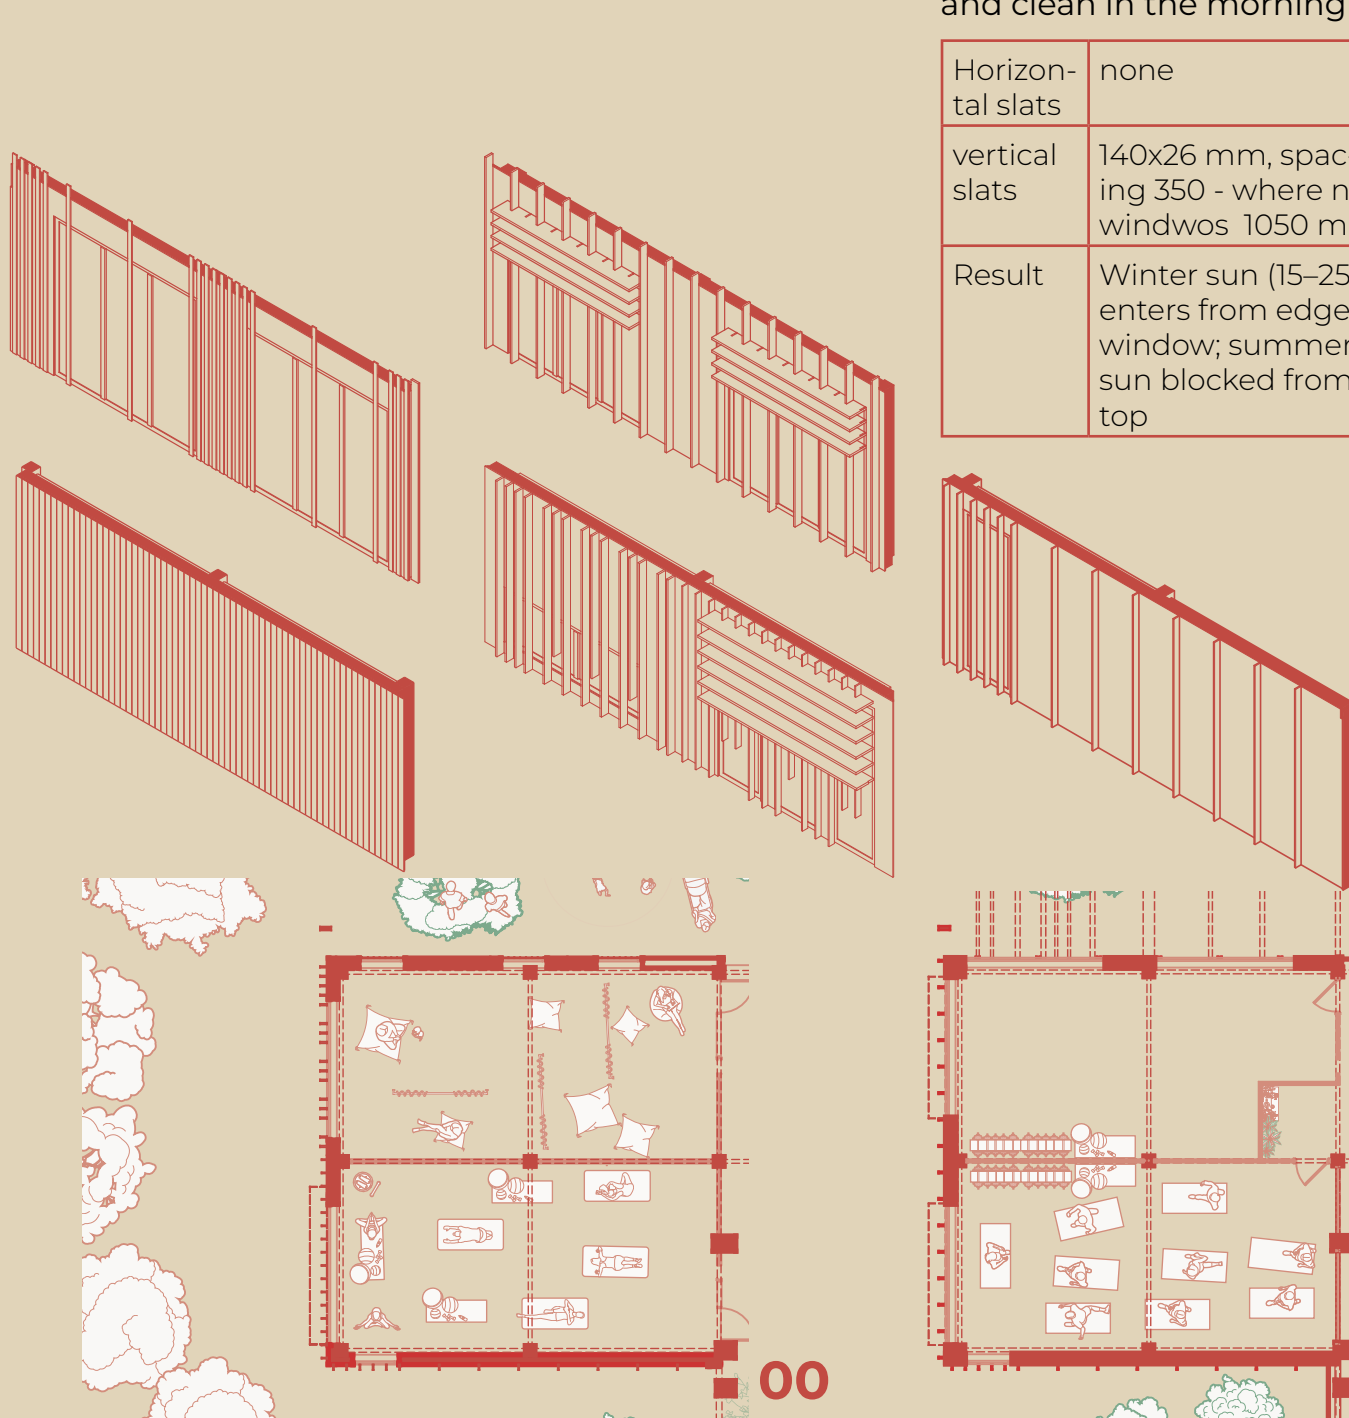 and clean in the morning
Horizon-
tal slats
none
vertical
slats
140x26 mm, spac-
ing 350 - where n
windwos 1050 m
Result
Winter sun (15–25
enters from edge
window; summer
sun blocked from
top
00